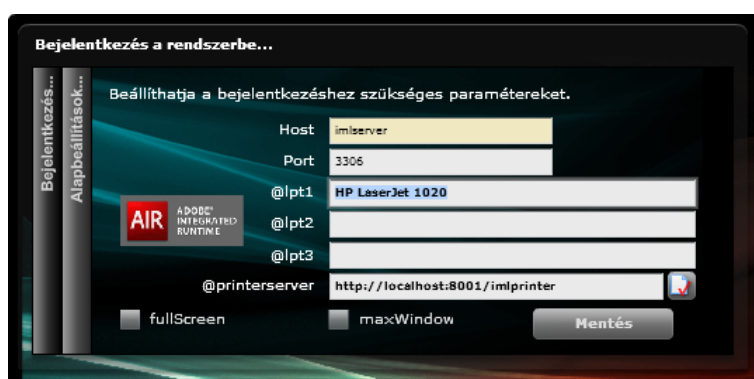 Bejelentkezés a rendszerbe...
Bejelentkezés...
Alapbeállítások...
Beállíthatja a bejelentkezéshez szükséges paramétereket.
Host imlserver
Port 3306
@lpt1 HP LaserJet 1020
AIR ADOBE® INTEGRATED RUNTIME
@lpt2
@lpt3
@printerserver http://localhost:8001/imlprinter
fullScreen maxWindow Mentés